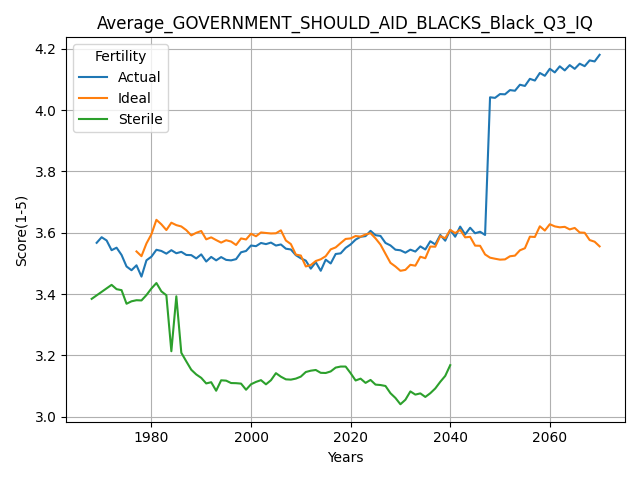 Average_GOVERNMENT_SHOULD_AID_BLACKS_Black_Q3_IQ
Fertility
Actual
Ideal
Sterile
Score(1-5)
4.2
4.0
3.8
3.6
3.4
3.2
3.0
1980 2000 2020 2040 2060
Years